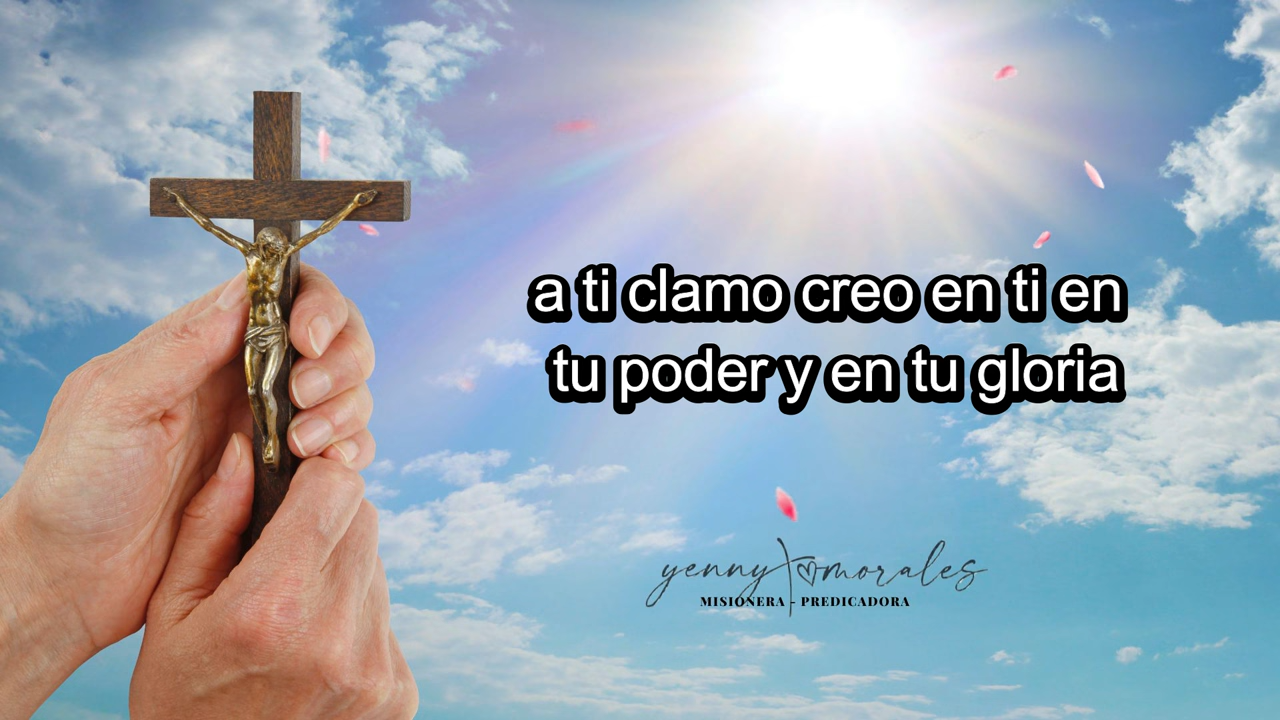 a ti clamo creo en ti en
tu poder y en tu gloria
yenny morales
MISIONERA - PREDICADORA